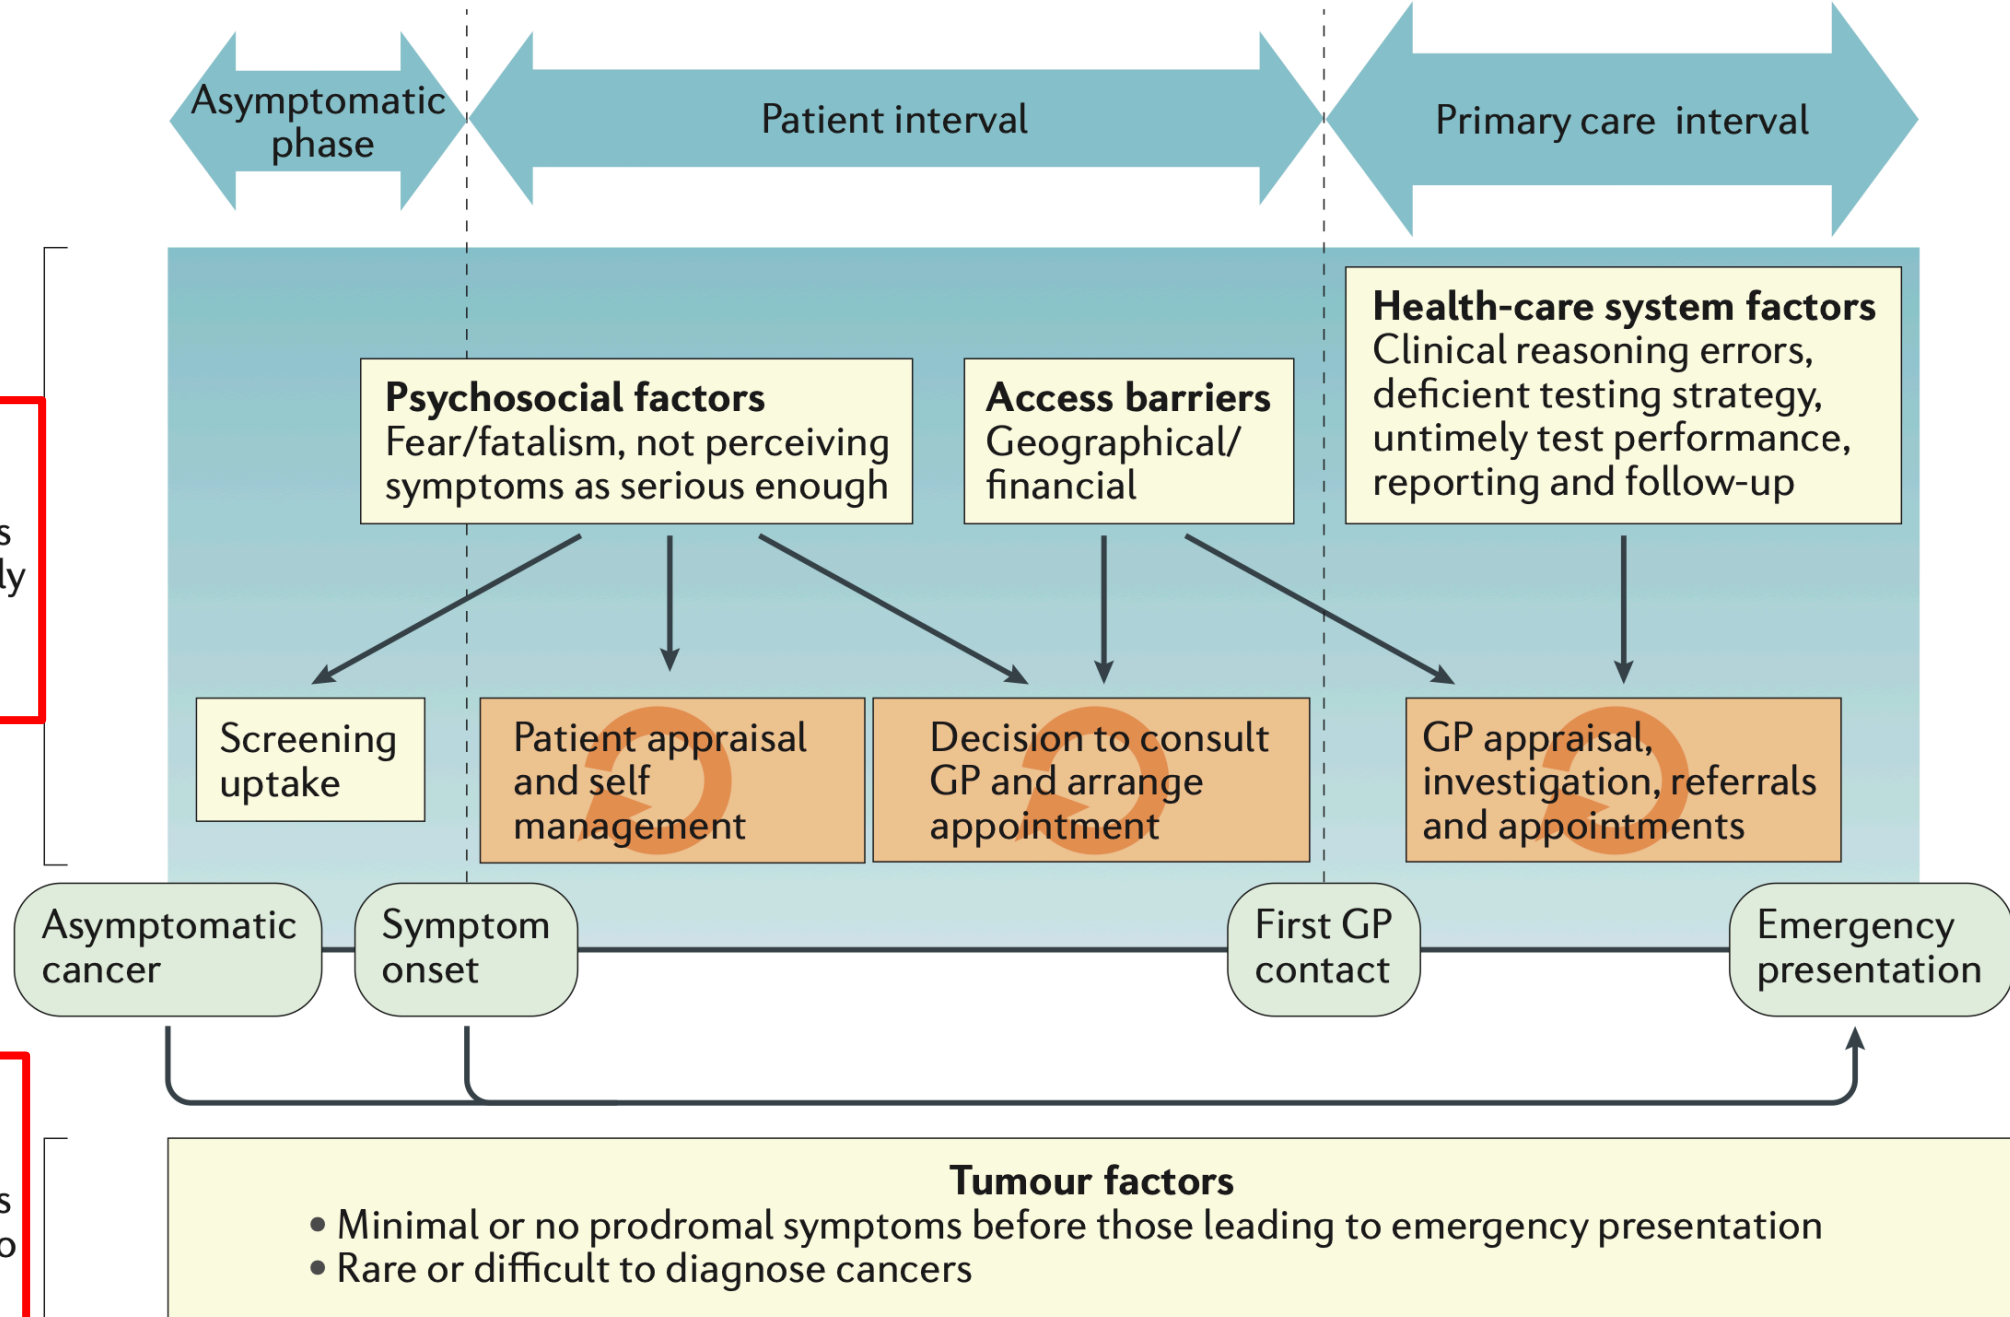 Asymptomatic
phase
Patient interval
Primary care interval
Health-care system factors
Clinical reasoning errors,
deficient testing strategy,
untimely test performance,
reporting and follow-up
Psychosocial factors
Fear/fatalism, not perceiving
symptoms as serious enough
Access barriers
Geographical/
financial
Screening
uptake
Patient appraisal
and self
management
Decision to consult
GP and arrange
appointment
GP appraisal,
investigation, referrals
and appointments
Asymptomatic
cancer
Symptom
onset
First GP
contact
Emergency
presentation
Tumour factors
• Minimal or no prodromal symptoms before those leading to emergency presentation
• Rare or difficult to diagnose cancers